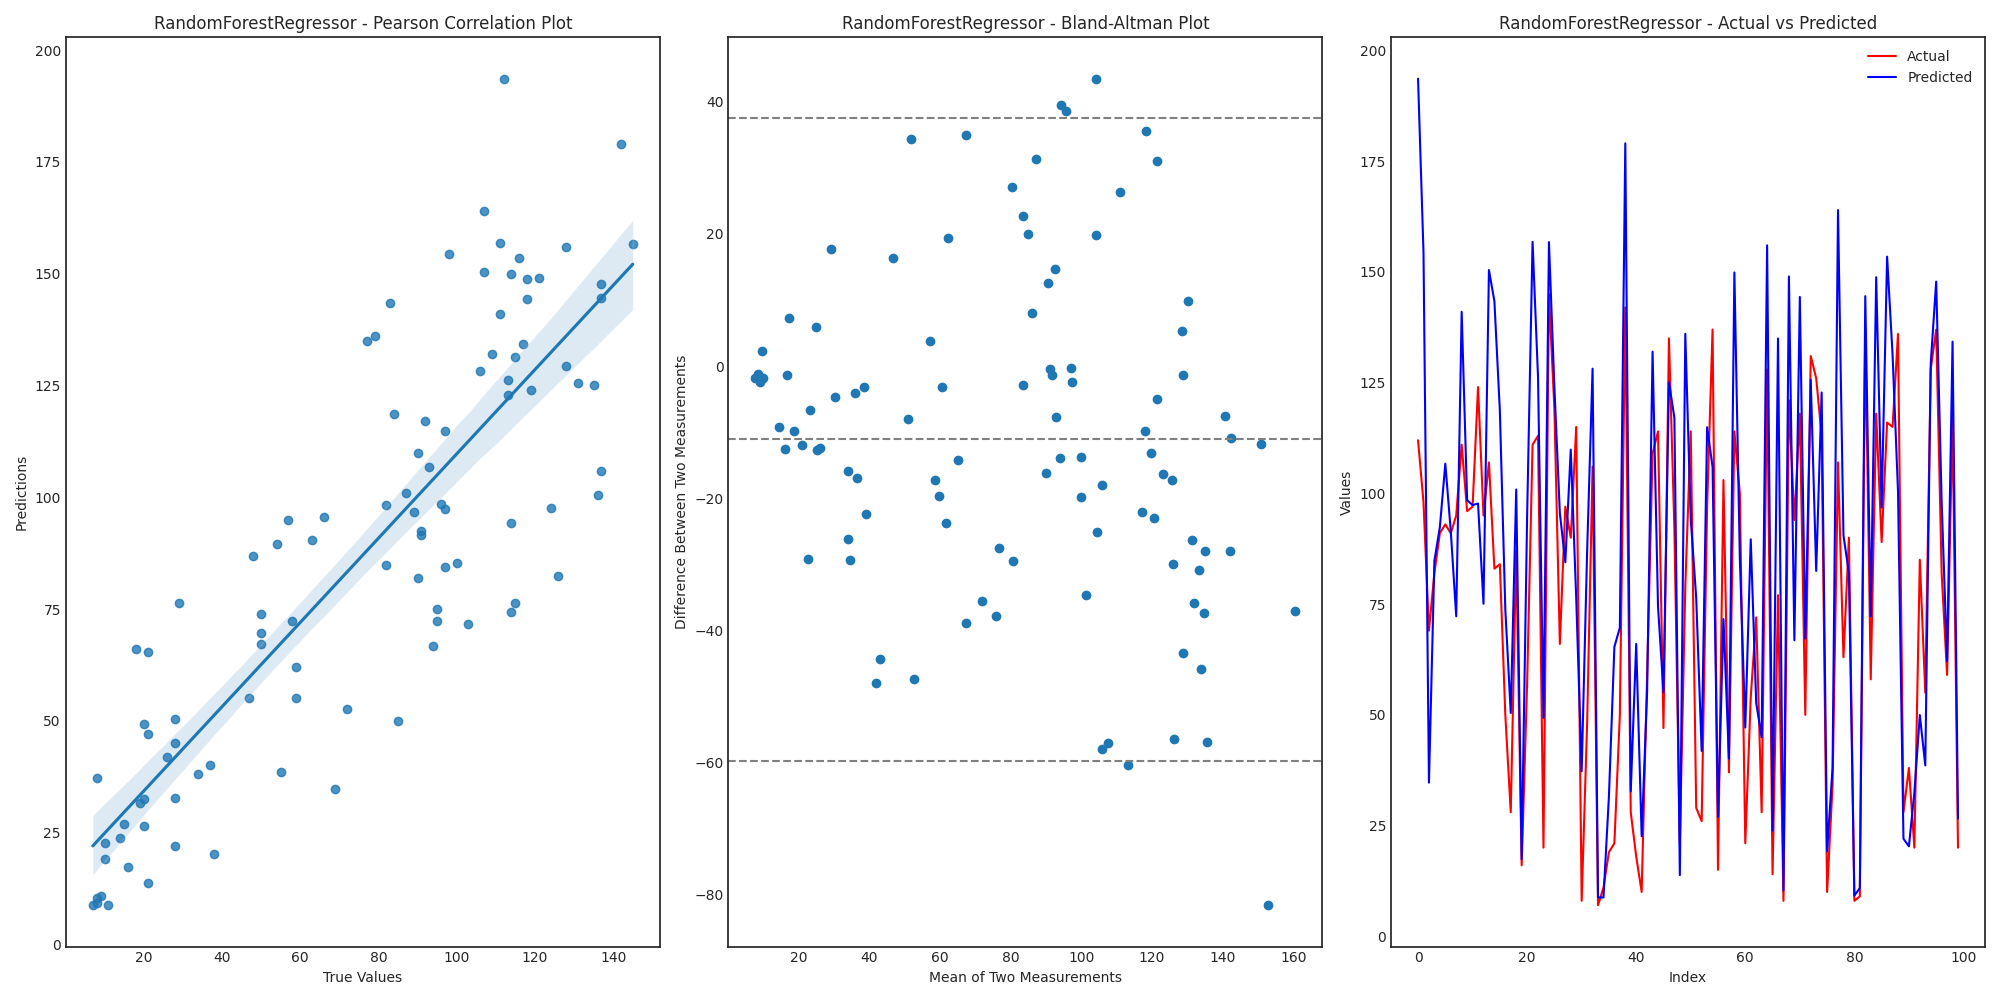 RandomForestRegressor - Pearson Correlation Plot
200
175
150
125
100
75
50
25
0
Predictions
20 40 60 80 100 120 140
True Values
RandomForestRegressor - Bland-Altman Plot
40
20
0
−20
−40
−60
−80
Difference Between Two Measurements
20 40 60 80 100 120 140 160
Mean of Two Measurements
RandomForestRegressor - Actual vs Predicted
Actual
Predicted
200
175
150
125
100
75
50
25
0
Values
0 20 40 60 80 100
Index